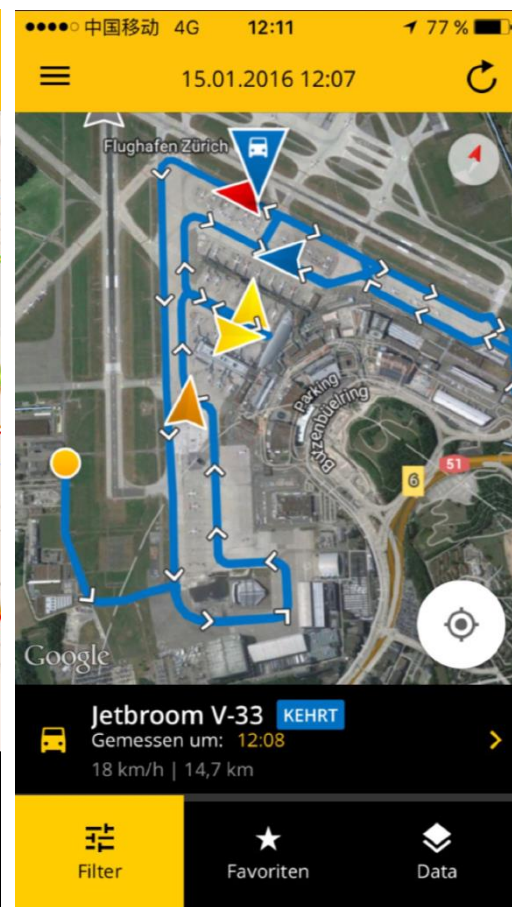 中国移动 4G 12:11 77 %
15.01.2016 12:07
Flughafen Zürich
Parking
Butzenbüelring
6
51
Google
Jetbroom V-33 KEHRT
Gemessen um: 12:08
18 km/h | 14,7 km
Filter Favoriten Data